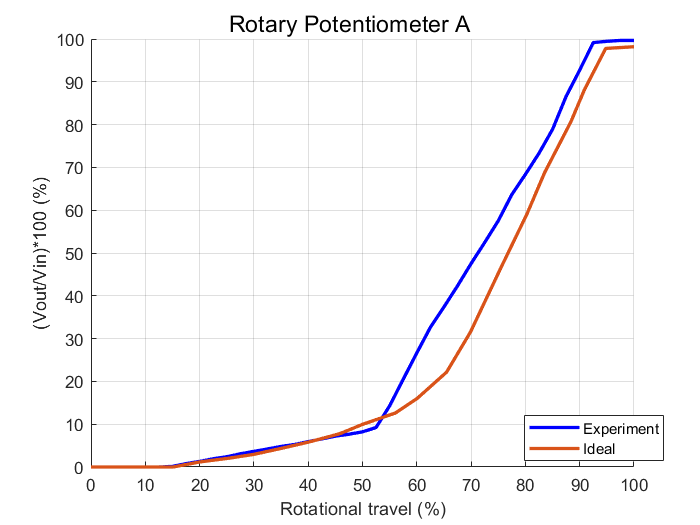 Rotary Potentiometer A
100
90
80
70
60
50
40
30
20
10
0
(Vout/Vin)*100 (%)
0 10 20 30 40 50 60 70 80 90 100
Rotational travel (%)
Experiment
Ideal